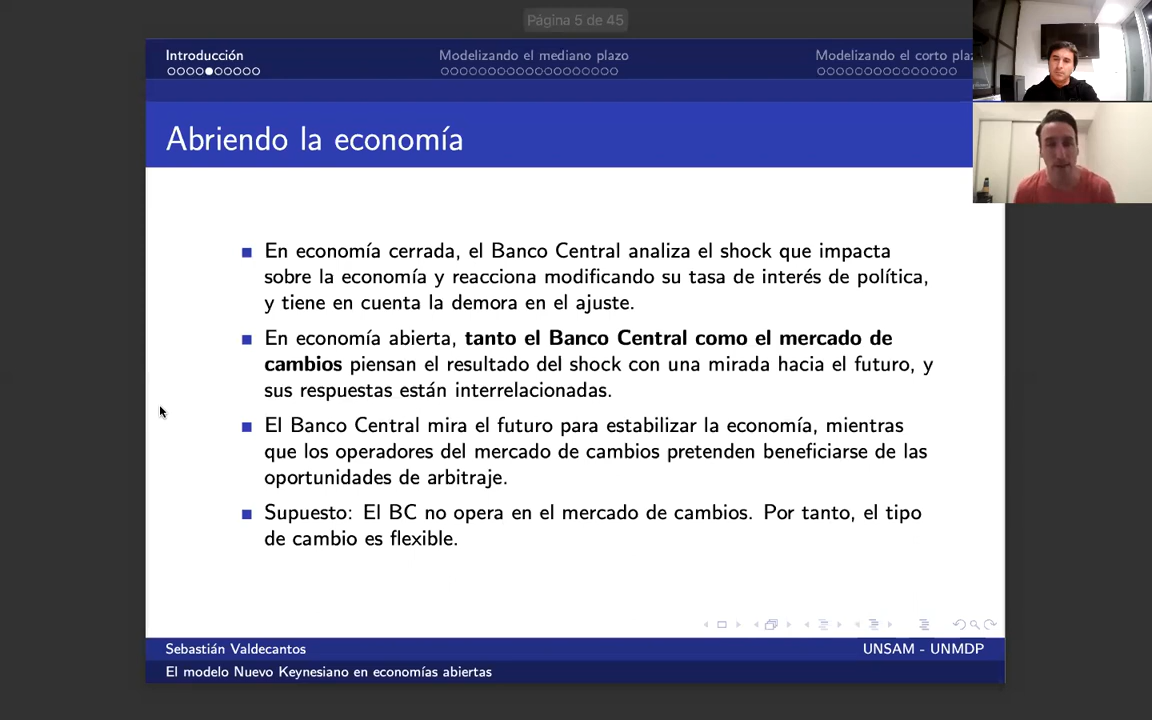 Página 5 de 45
Introducción
Modelizando el mediano plazo
Modelizando el corto plaz
Abriendo la economía
En economía cerrada, el Banco Central analiza el shock que impacta
sobre la economía y reacciona modificando su tasa de interés de política,
y tiene en cuenta la demora en el ajuste.
En economía abierta, tanto el Banco Central como el mercado de
cambios piensan el resultado del shock con una mirada hacia el futuro, y
sus respuestas están interrelacionadas.
El Banco Central mira el futuro para estabilizar la economía, mientras
que los operadores del mercado de cambios pretenden beneficiarse de las
oportunidades de arbitraje.
Supuesto: El BC no opera en el mercado de cambios. Por tanto, el tipo
de cambio es flexible.
Sebastián Valdecantos
UNSAM - UNMDP
El modelo Nuevo Keynesiano en economías abiertas